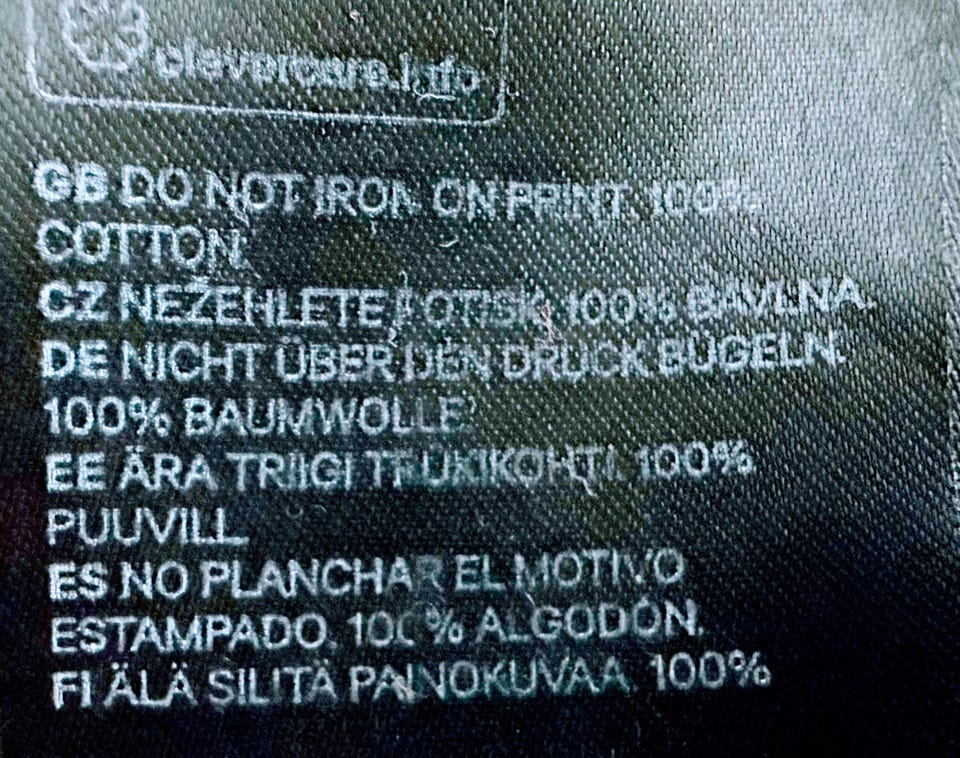 clevercare.info
GB DO NOT IRON ON PRINT. 100%
COTTON.
CZ NEŽEHLETE POTISK. 100% BAVLNA.
DE NICHT ÜBER DEN DRUCK BÜGELN.
100% BAUMWOLLE.
EE ÄRA TRIIGI TRÜKIKOHTI. 100%
PUUVILL.
ES NO PLANCHAR EL MOTIVO
ESTAMPADO. 100% ALGODÓN.
FI ÄLÄ SILITÄ PAINOKUVAA. 100%